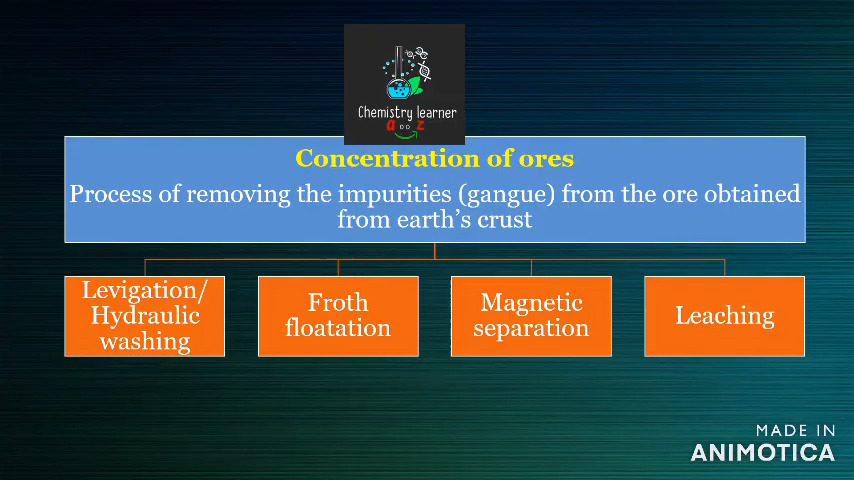 Chemistry learner
a oo z
Concentration of ores
Process of removing the impurities (gangue) from the ore obtained
from earth's crust
Levigation/
Hydraulic
washing
Froth
floatation
Magnetic
separation
Leaching
MADE IN
ANIMOTICA